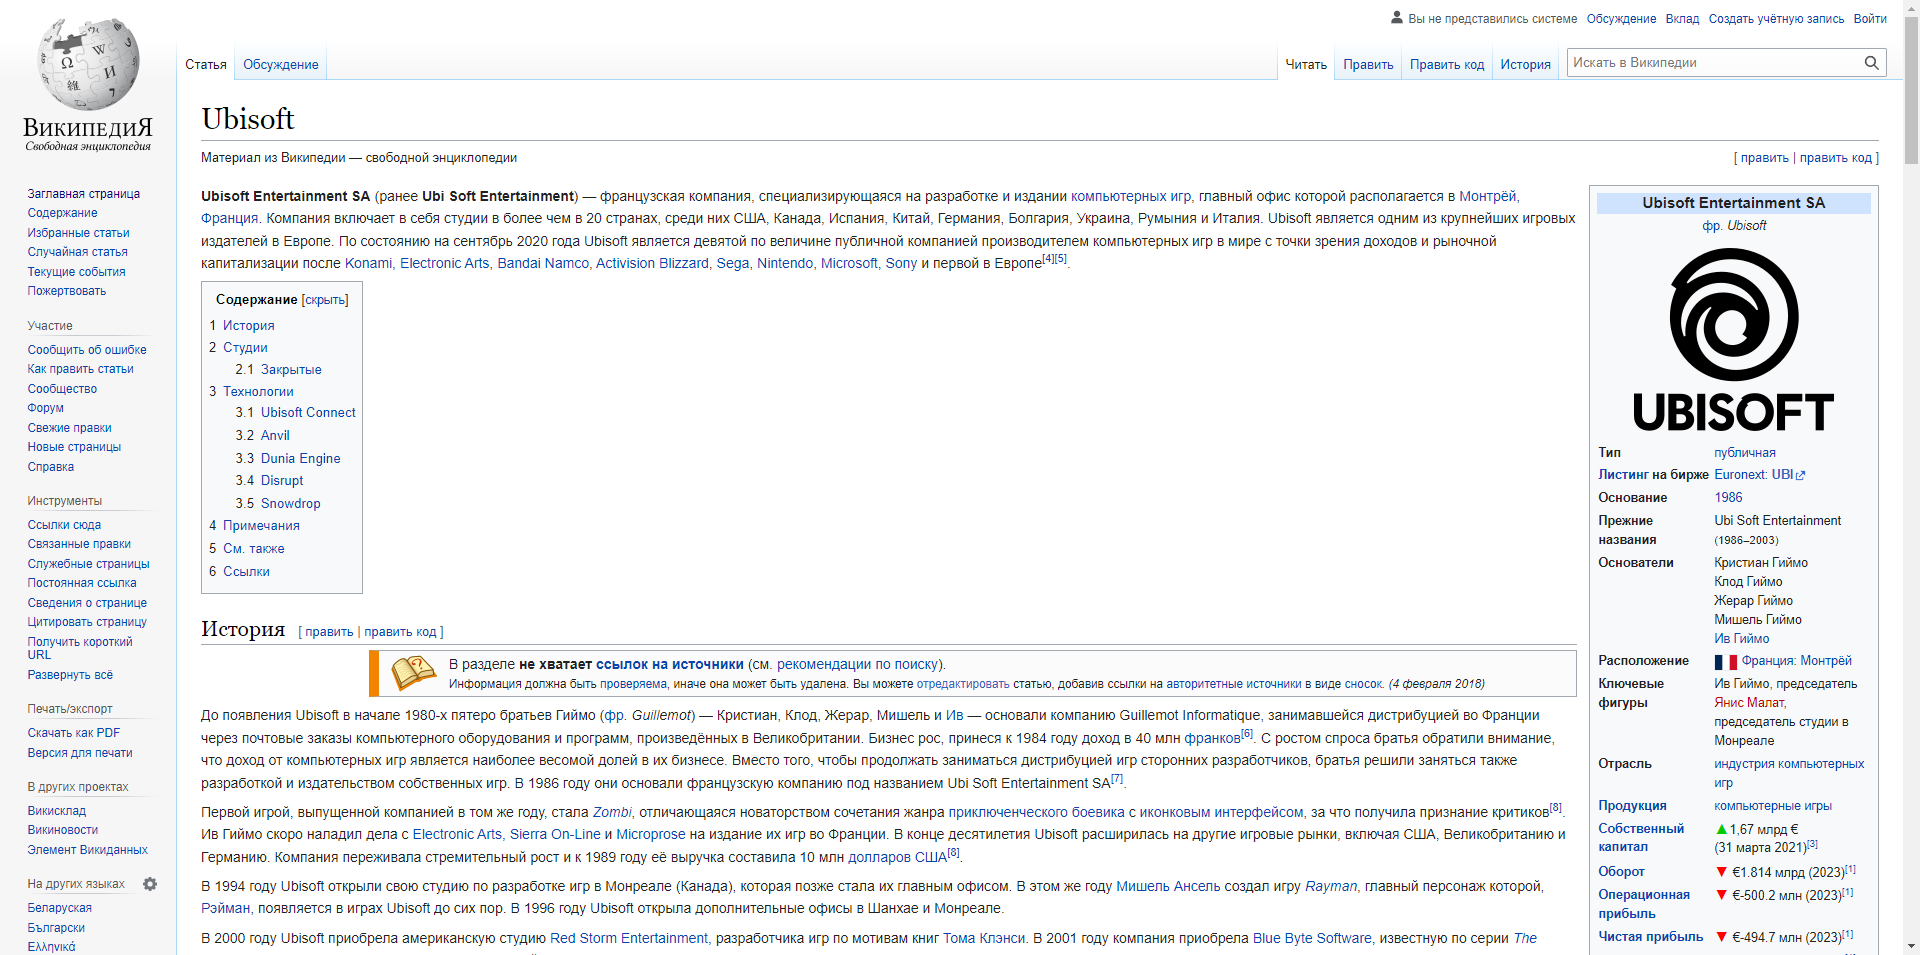 Вы не представились системе Обсуждение Вклад Создать учётную запись Войти
Статья Обсуждение Читать Править Править код История Искать в Википедии
ВикипедиЯ
Свободная энциклопедия
Заглавная страница
Содержание
Избранные статьи
Случайная статья
Текущие события
Пожертвовать
Участие
Сообщить об ошибке
Как править статьи
Сообщество
Форум
Свежие правки
Новые страницы
Справка
Инструменты
Ссылки сюда
Связанные правки
Служебные страницы
Постоянная ссылка
Сведения о странице
Цитировать страницу
Получить короткий
URL
Развернуть всё
Печать/экспорт
Скачать как PDF
Версия для печати
В других проектах
Викисклад
Викиновости
Элемент Викиданных
На других языках
Беларуская
Български
Ελληνικά
Ubisoft
Материал из Википедии — свободной энциклопедии
[ править | править код ]
Ubisoft Entertainment SA (ранее Ubi Soft Entertainment) — французская компания, специализирующаяся на разработке и издании компьютерных игр, главный офис которой располагается в Монтрёй,
Франция. Компания включает в себя студии в более чем в 20 странах, среди них США, Канада, Испания, Китай, Германия, Болгария, Украина, Румыния и Италия. Ubisoft является одним из крупнейших игровых
издателей в Европе. По состоянию на сентябрь 2020 года Ubisoft является девятой по величине публичной компанией производителем компьютерных игр в мире с точки зрения доходов и рыночной
капитализации после Konami, Electronic Arts, Bandai Namco, Activision Blizzard, Sega, Nintendo, Microsoft, Sony и первой в Европе[4][5].
Содержание [скрыть]
1 История
2 Студии
2.1 Закрытые
3 Технологии
3.1 Ubisoft Connect
3.2 Anvil
3.3 Dunia Engine
3.4 Disrupt
3.5 Snowdrop
4 Примечания
5 См. также
6 Ссылки
История [ править | править код ]
В разделе не хватает ссылок на источники (см. рекомендации по поиску).
Информация должна быть проверяема, иначе она может быть удалена. Вы можете отредактировать статью, добавив ссылки на авторитетные источники в виде сносок. (4 февраля 2018)
До появления Ubisoft в начале 1980-х пятеро братьев Гиймо (фр. Guillemot) — Кристиан, Клод, Жерар, Мишель и Ив — основали компанию Guillemot Informatique, занимавшейся дистрибуцией во Франции
через почтовые заказы компьютерного оборудования и программ, произведённых в Великобритании. Бизнес рос, принеся к 1984 году доход в 40 млн франков[6]. С ростом спроса братья обратили внимание,
что доход от компьютерных игр является наиболее весомой долей в их бизнесе. Вместо того, чтобы продолжать заниматься дистрибуцией игр сторонних разработчиков, братья решили заняться также
разработкой и издательством собственных игр. В 1986 году они основали французскую компанию под названием Ubi Soft Entertainment SA[7].
Первой игрой, выпущенной компанией в том же году, стала Zombi, отличающаяся новаторством сочетания жанра приключенческого боевика с иконковым интерфейсом, за что получила признание критиков[8].
Ив Гиймо скоро наладил дела с Electronic Arts, Sierra On-Line и Microprose на издание их игр во Франции. В конце десятилетия Ubisoft расширилась на другие игровые рынки, включая США, Великобританию и
Германию. Компания переживала стремительный рост и к 1989 году её выручка составила 10 млн долларов США[8].
В 1994 году Ubisoft открыли свою студию по разработке игр в Монреале (Канада), которая позже стала их главным офисом. В этом же году Мишель Ансель создал игру Rayman, главный персонаж которой,
Рэйман, появляется в играх Ubisoft до сих пор. В 1996 году Ubisoft открыла дополнительные офисы в Шанхае и Монреале.
В 2000 году Ubisoft приобрела американскую студию Red Storm Entertainment, разработчика игр по мотивам книг Тома Клэнси. В 2001 году компания приобрела Blue Byte Software, известную по серии The
Ubisoft Entertainment SA
фр. Ubisoft
UBISOFT
Тип публичная
Листинг на бирже Euronext: UBI
Основание 1986
Прежние Ubi Soft Entertainment
названия (1986–2003)
Основатели Кристиан Гиймо
Клод Гиймо
Жерар Гиймо
Мишель Гиймо
Ив Гиймо
Расположение Франция: Монтрёй
Ключевые Ив Гиймо, председатель
фигуры Янис Малат,
председатель студии в
Монреале
Отрасль индустрия компьютерных
игр
Продукция компьютерные игры
Собственный ▲1,67 млрд €
капитал (31 марта 2021)[3]
Оборот ▼ €1.814 млрд (2023)[1]
Операционная ▼ €-500.2 млн (2023)[1]
прибыль
Чистая прибыль ▼ €-494.7 млн (2023)[1]